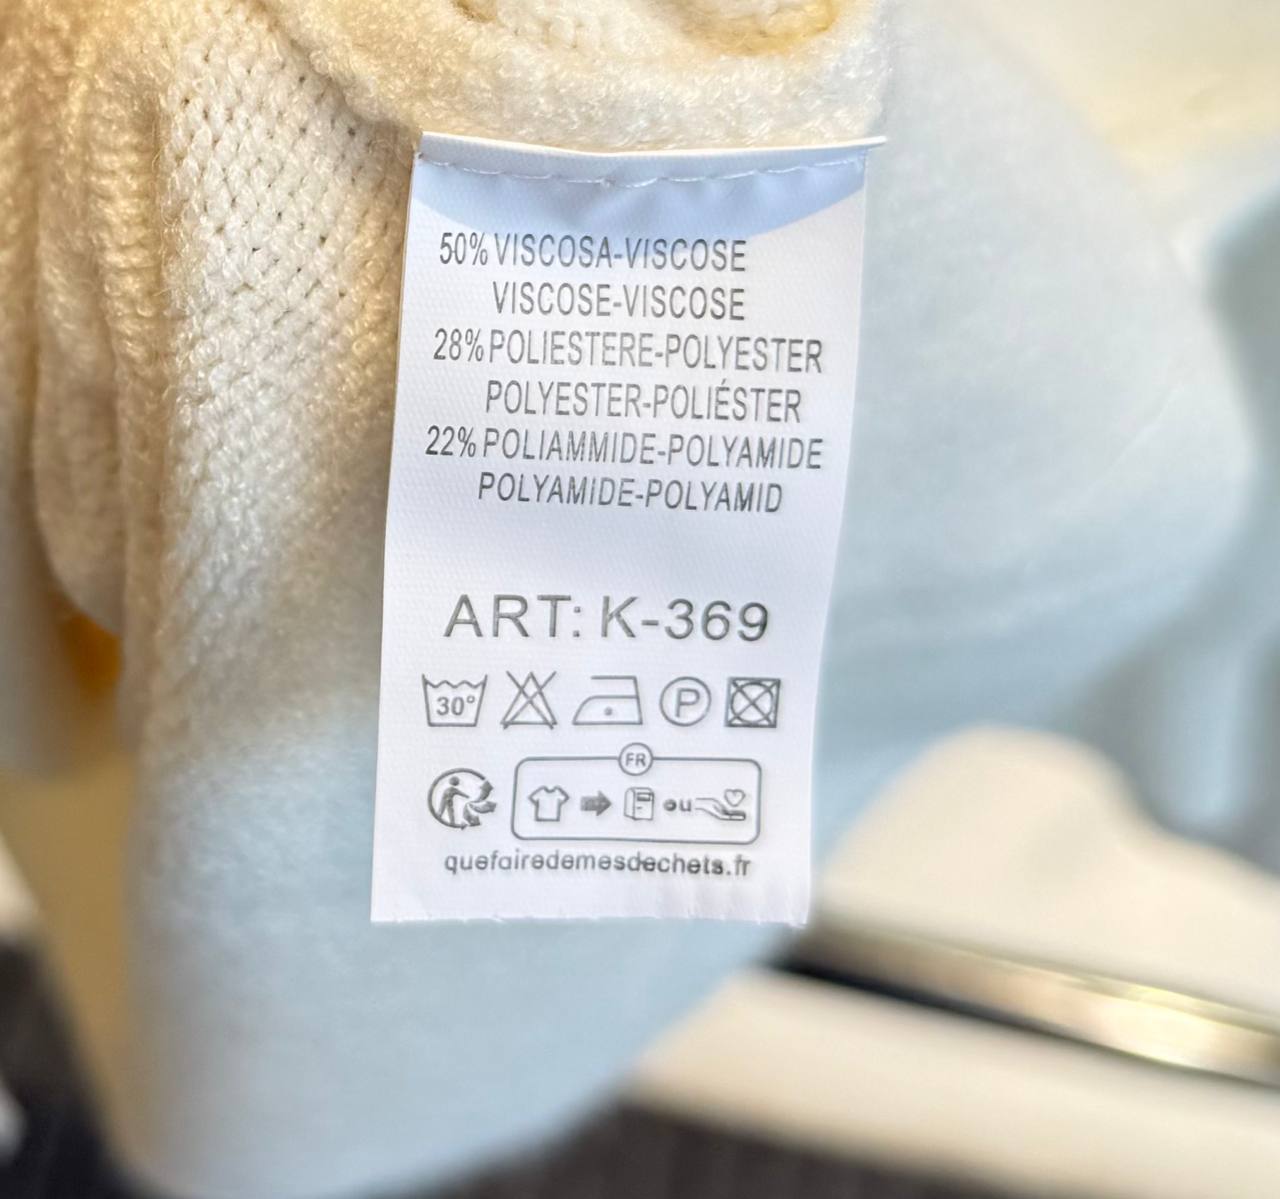 50% VISCOSA-VISCOSE
VISCOSE-VISCOSE
28% POLIESTERE-POLYESTER
POLYESTER-POLIÉSTER
22% POLIAMMIDE-POLYAMIDE
POLYAMIDE-POLYAMID
ART: K-369
30° P
FR
ou
quefairedemesdechets.fr